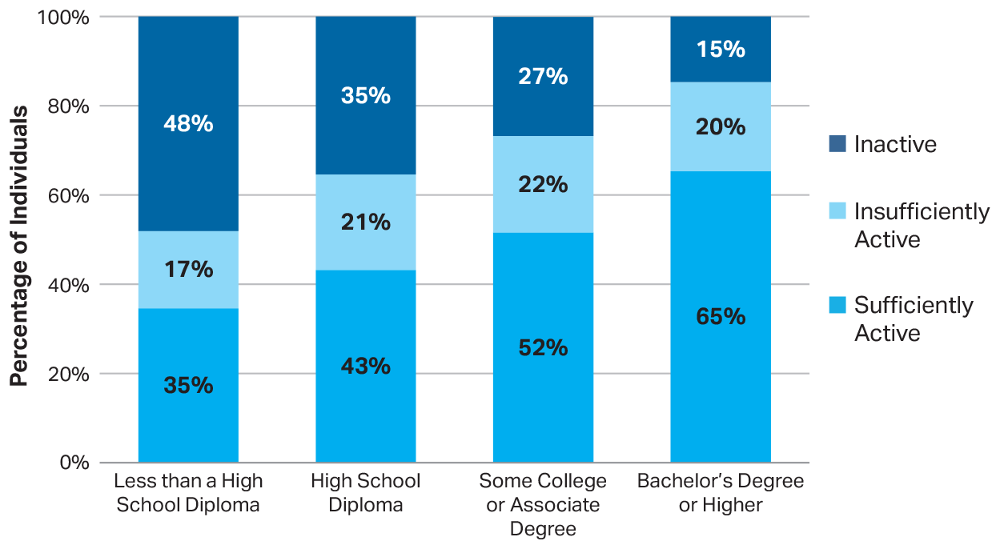 Percentage of Individuals
100%
80%
60%
40%
20%
0%
48%
17%
35%
35%
21%
43%
27%
22%
52%
15%
20%
65%
Less than a High
School Diploma
High School
Diploma
Some College
or Associate
Degree
Bachelor’s Degree
or Higher
Inactive
Insufficiently
Active
Sufficiently
Active